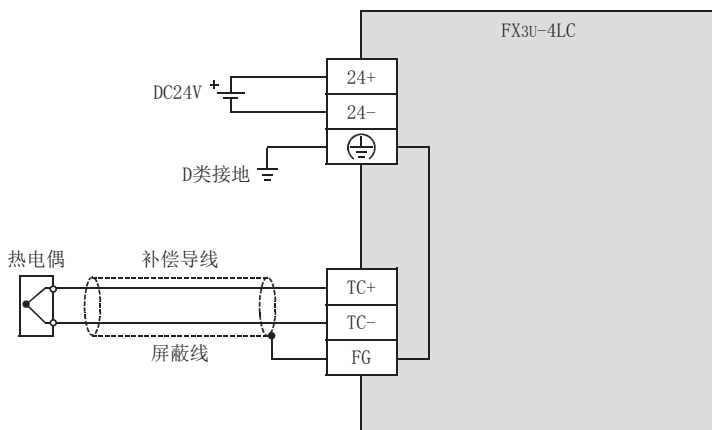 FX3U-4LC
24+
DC24V
+
24-
D类接地
热电偶
补偿导线
TC+
TC-
屏蔽线
FG